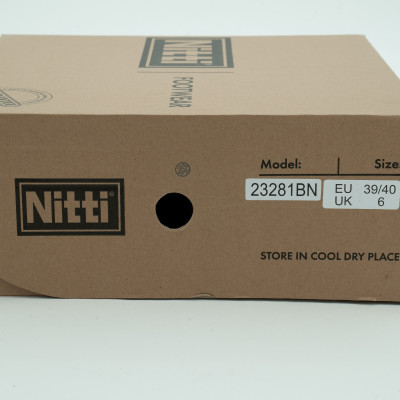 Nitti
FOOTWEAR
Nitti
Model: Size
23281BN
EU 39/40
UK 6
STORE IN COOL DRY PLACE